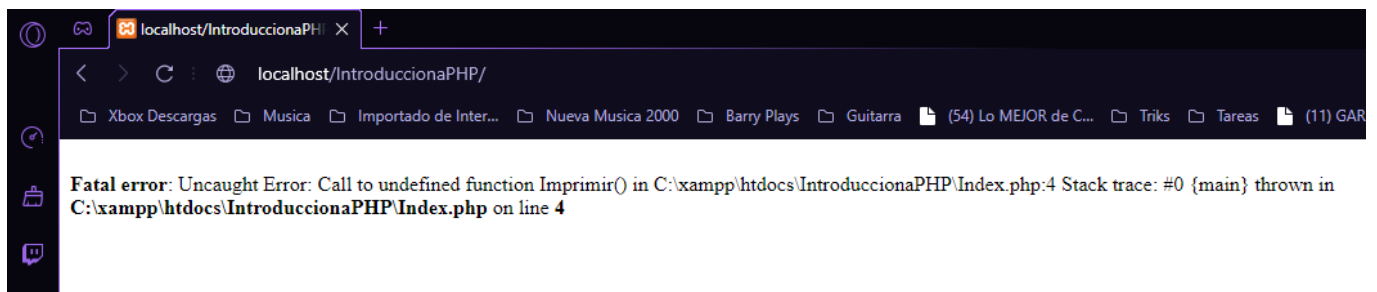 localhost/IntroduccionaPH
localhost/IntroduccionaPHP/
Xbox Descargas Musica Importado de Inter... Nueva Musica 2000 Barry Plays Guitarra (54) Lo MEJOR de C... Triks Tareas (11) GAR
Fatal error: Uncaught Error: Call to undefined function Imprimir() in C:\xampp\htdocs\IntroduccionaPHP\Index.php:4 Stack trace: #0 {main} thrown in
C:\xampp\htdocs\IntroduccionaPHP\Index.php on line 4